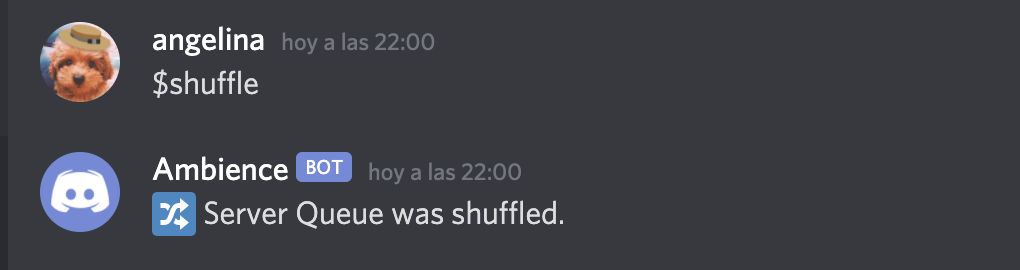 angelina hoy a las 22:00
$shuffle
Ambience BOT hoy a las 22:00
🔀 Server Queue was shuffled.